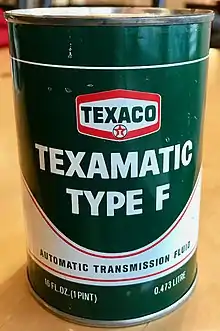 TEXACO
T
TEXAMATIC
TYPE F
AUTOMATIC TRANSMISSION FLUID
16 FL. OZ. (1 PINT) 0.473 LITRE